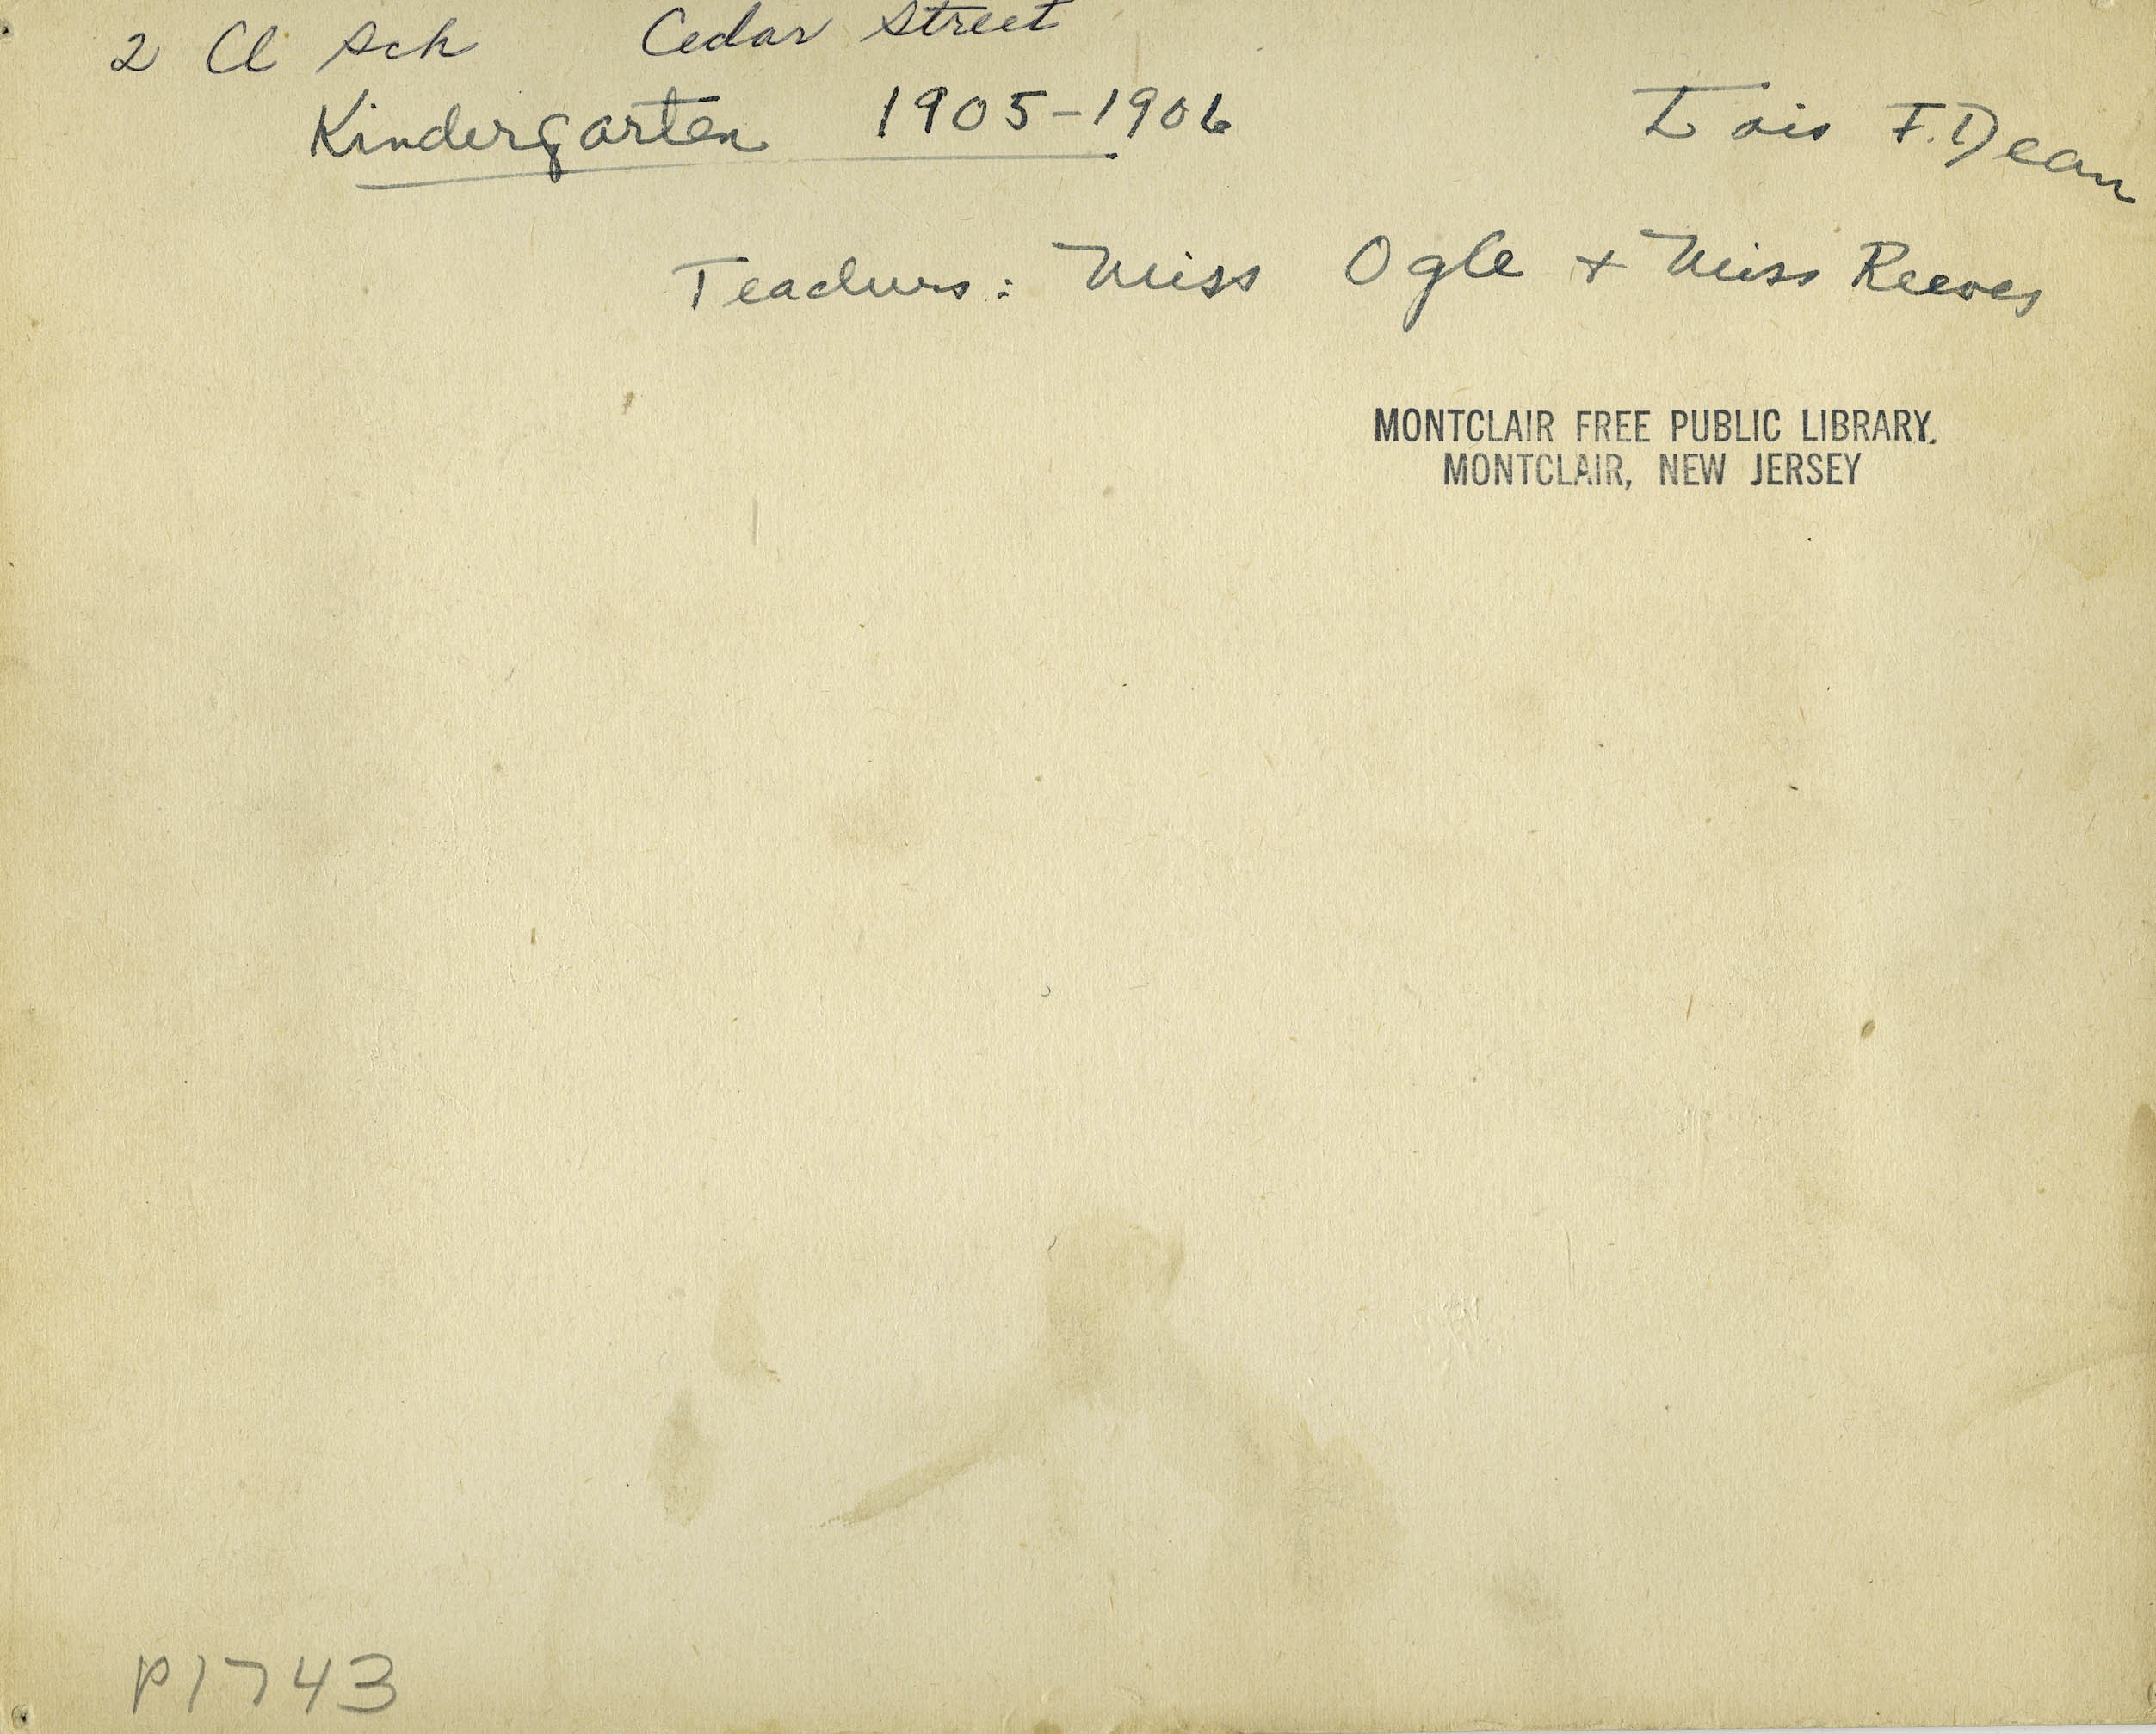 2 Cl Sch Cedar Street
Kindergarten 1905-1906
Lois F. Dean
Teachers: Miss Ogle + Miss Reeves
MONTCLAIR FREE PUBLIC LIBRARY.
MONTCLAIR, NEW JERSEY
P1743